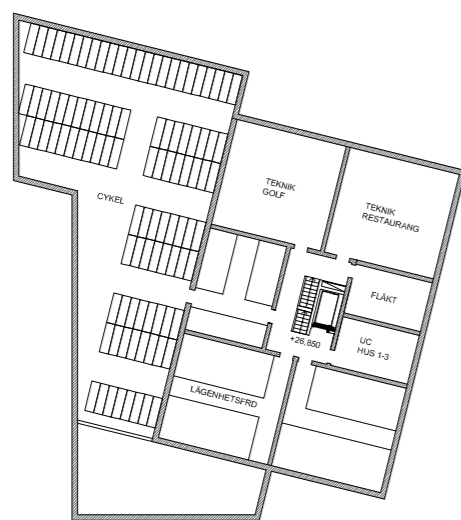 TEKNIK
GOLF
TEKNIK
RESTAURANG
CYKEL
FLÄKT
+26,850
UC
HUS 1-3
LÄGENHETSFRD